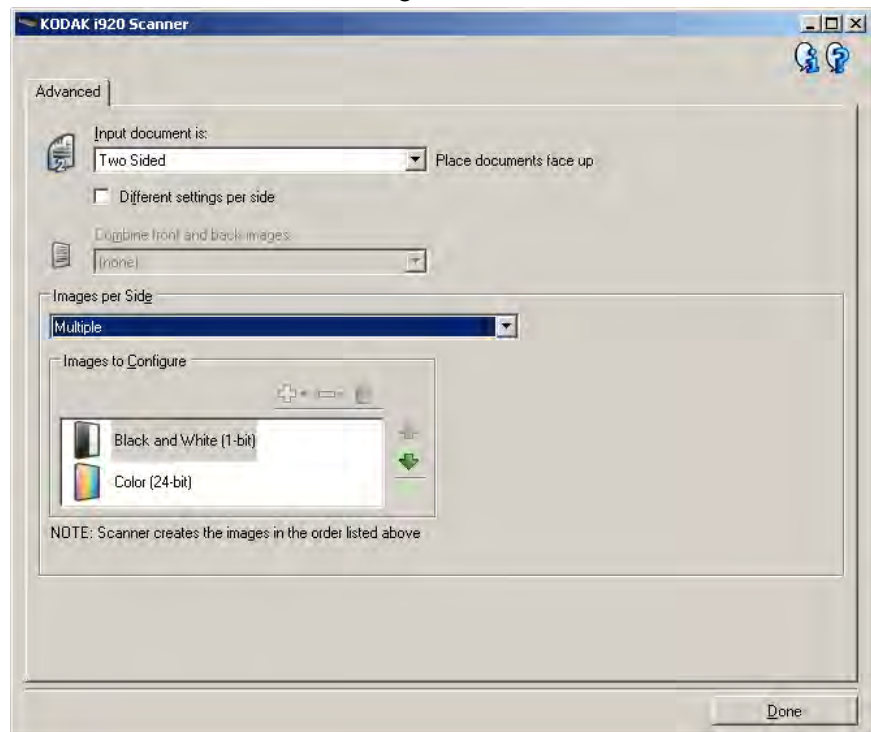 KODAK i920 Scanner
Advanced
Input document is:
Two Sided
Place documents face up
Different settings per side
Combine front and back images
(none)
Images per Side
Multiple
Images to Configure
Black and White (1-bit)
Color (24-bit)
NOTE: Scanner creates the images in the order listed above
Done